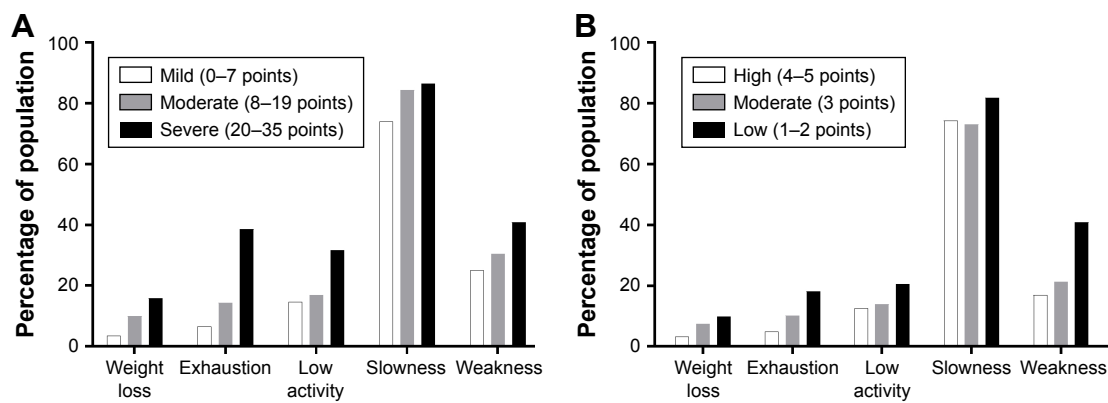 A
Percentage of population
100
80
60
40
20
0
Mild (0–7 points)
Moderate (8–19 points)
Severe (20–35 points)
Weight loss
Exhaustion
Low activity
Slowness
Weakness
B
Percentage of population
100
80
60
40
20
0
High (4–5 points)
Moderate (3 points)
Low (1–2 points)
Weight loss
Exhaustion
Low activity
Slowness
Weakness